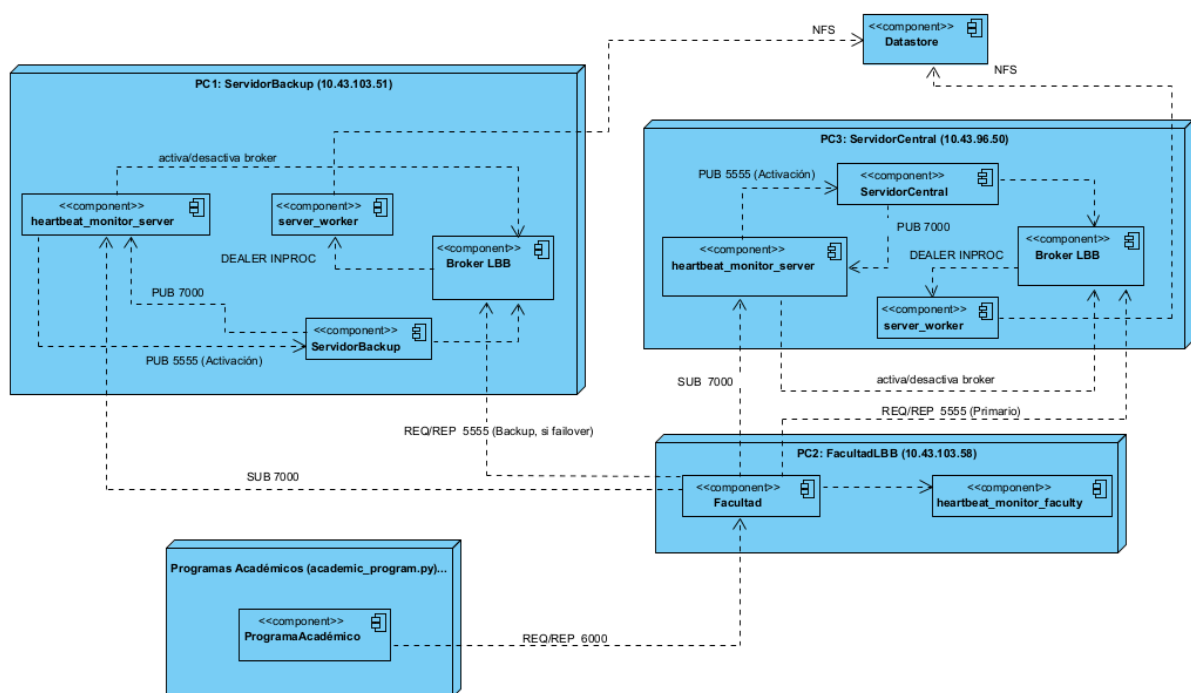 NFS
<<component>>
Datastore
NFS
PC1: ServidorBackup (10.43.103.51)
activa/desactiva broker
<<component>>
heartbeat_monitor_server
<<component>>
server_worker
DEALER INPROC
<<component>>
Broker LBB
PUB 7000
<<component>>
ServidorBackup
PUB 5555 (Activación)
PC3: ServidorCentral (10.43.96.50)
PUB 5555 (Activación)
<<component>>
ServidorCentral
PUB 7000
<<component>>
heartbeat_monitor_server
DEALER INPROC
<<component>>
Broker LBB
<<component>>
server_worker
activa/desactiva broker
SUB 7000
REQ/REP 5555 (Primario)
REQ/REP 5555 (Backup, si failover)
SUB 7000
PC2: FacultadLBB (10.43.103.58)
<<component>>
Facultad
<<component>>
heartbeat_monitor_faculty
Programas Académicos (academic_program.py)...
<<component>>
ProgramaAcadémico
REQ/REP 6000